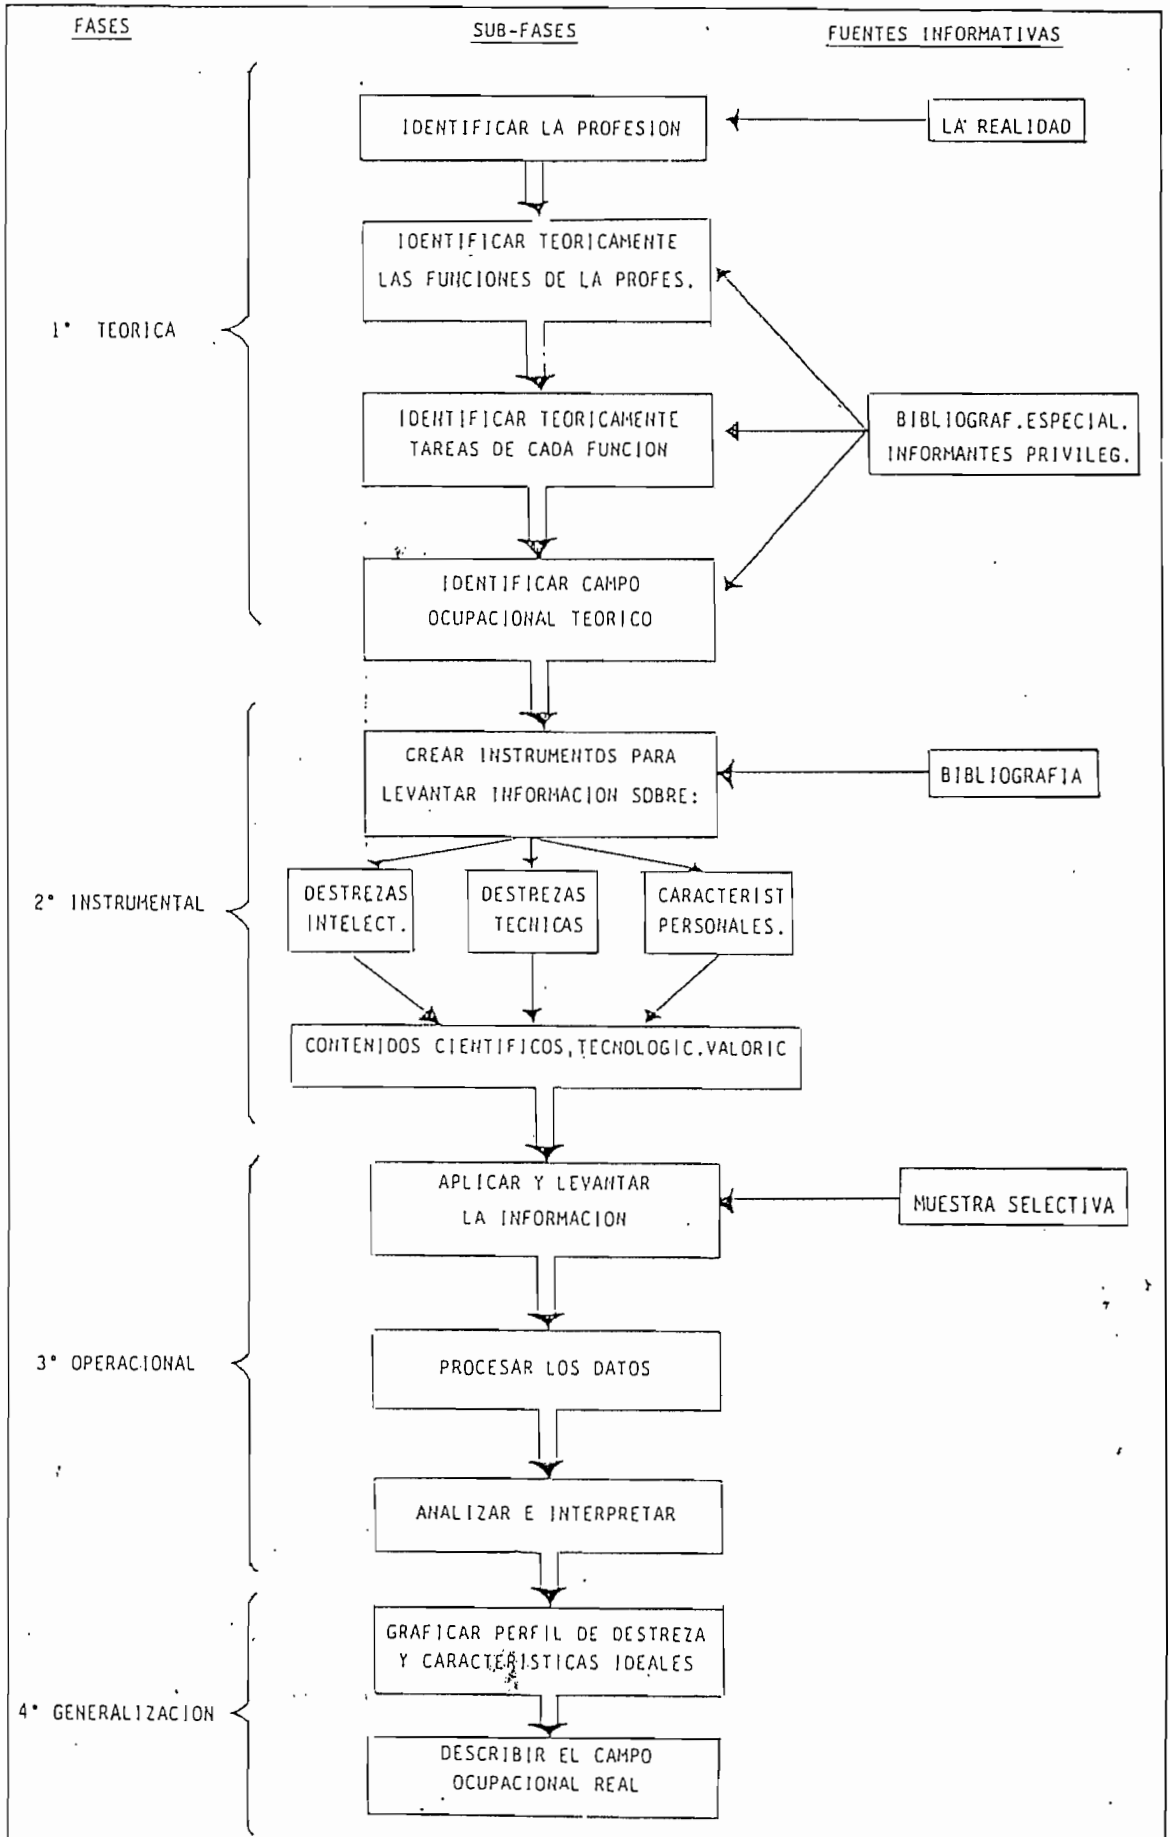 FASES
SUB-FASES
FUENTES INFORMATIVAS
IDENTIFICAR LA PROFESION
LA REALIDAD
IDENTIFICAR TEORICAMENTE
LAS FUNCIONES DE LA PROFES.
1° TEORICA
IDENTIFICAR TEORICAMENTE
TAREAS DE CADA FUNCION
BIBLIOGRAF.ESPECIAL.
INFORMANTES PRIVILEG.
IDENTIFICAR CAMPO
OCUPACIONAL TEORICO
CREAR INSTRUMENTOS PARA
LEVANTAR INFORMACION SOBRE:
BIBLIOGRAFIA
2° INSTRUMENTAL
DESTREZAS
INTELECT.
DESTREZAS
TECNICAS
CARACTERIST
PERSONALES.
CONTENIDOS CIENTIFICOS,TECNOLOGIC.VALORIC
APLICAR Y LEVANTAR
LA INFORMACION
MUESTRA SELECTIVA
3° OPERACIONAL
PROCESAR LOS DATOS
ANALIZAR E INTERPRETAR
GRAFICAR PERFIL DE DESTREZA
Y CARACTERISTICAS IDEALES
4° GENERALIZACION
DESCRIBIR EL CAMPO
OCUPACIONAL REAL